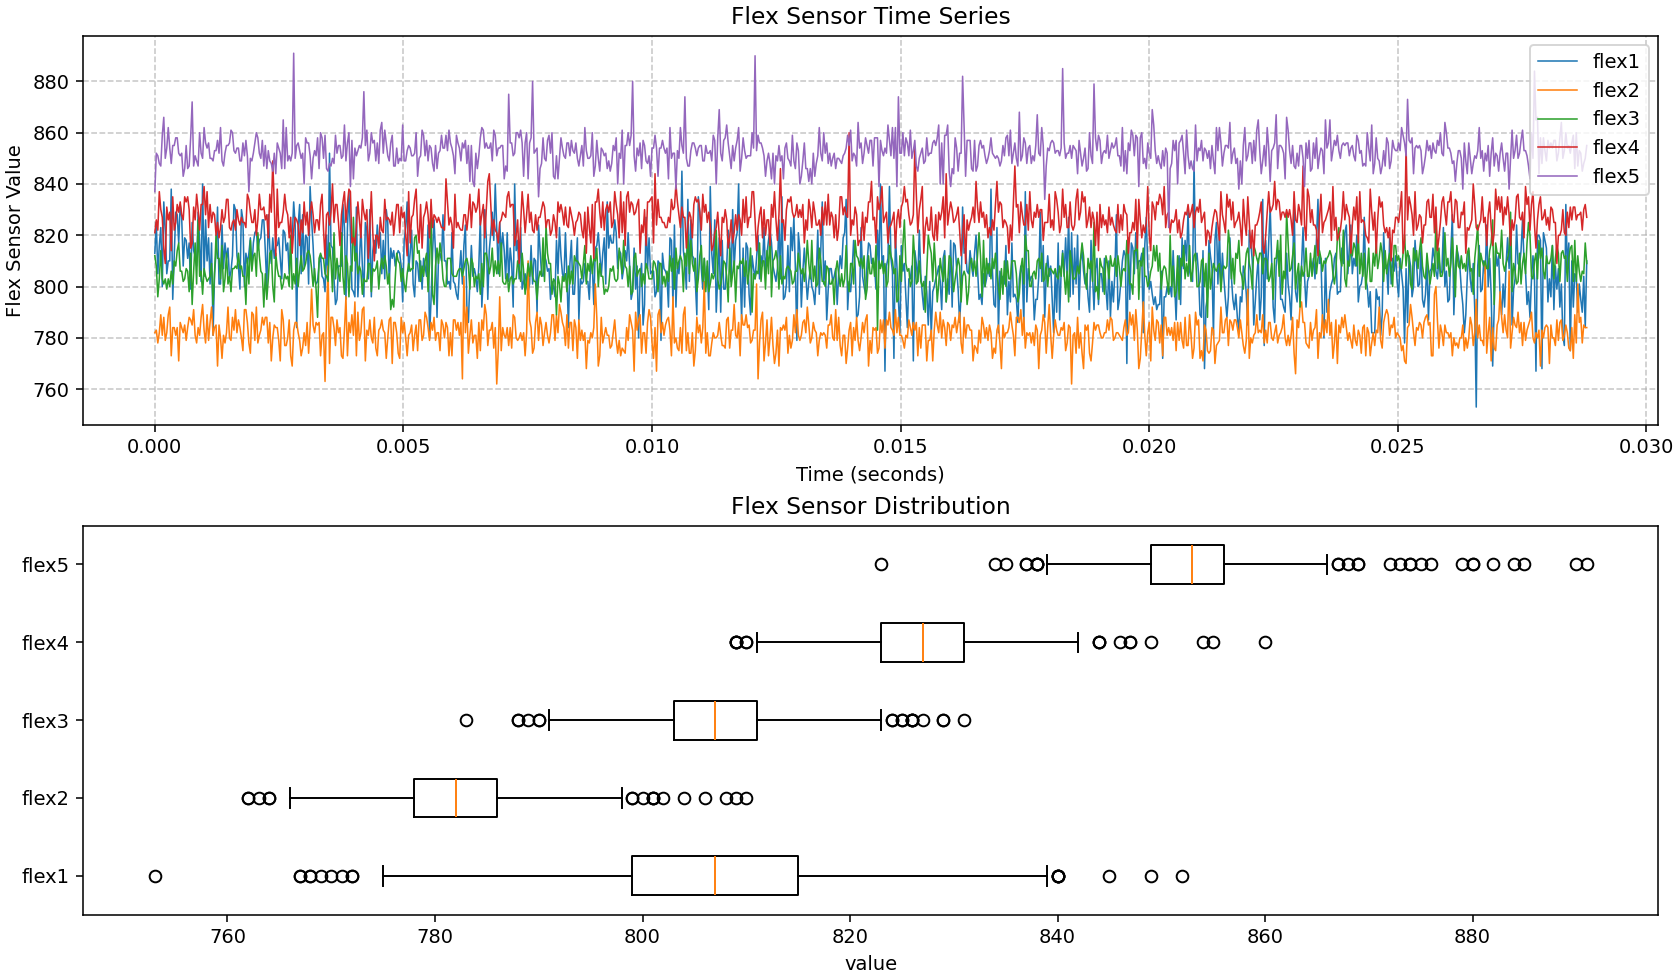 Flex Sensor Time Series
Flex Sensor Value
880
860
840
820
800
780
760
flex1
flex2
flex3
flex4
flex5
0.000 0.005 0.010 0.015 0.020 0.025 0.030
Time (seconds)
Flex Sensor Distribution
flex5
flex4
flex3
flex2
flex1
760 780 800 820 840 860 880
value